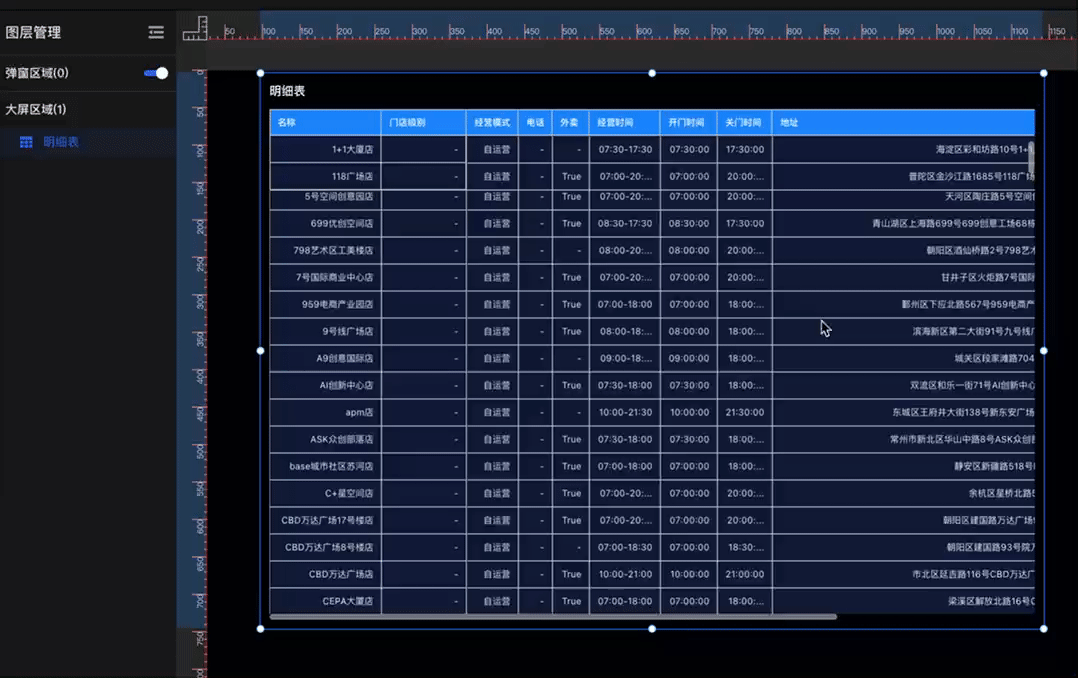 图层管理
弹窗区域(0)
大屏区域(1)
明细表
50 100 150 200 250 300 350 400 450 500 550 600 650 700 750 800 850 900 950 1000 1050 1100 1150
0
50
100
150
200
250
300
350
400
450
500
550
600
650
700
750
明细表
名称 门店级别 经营模式 电话 外卖 经营时间 开门时间 关门时间 地址
1+1大厦店 - 自运营 - - 07:30-17:30 07:30:00 17:30:00 海淀区彩和坊路10号1+1
118广场店 - 自运营 - True 07:00-20:... 07:00:00 20:00:... 普陀区金沙江路1685号118广场
5号空间创意园店 - 自运营 - True 07:00-20:... 07:00:00 20:00:... 天河区陶庄路5号空间
699优创空间店 - 自运营 - True 08:30-17:30 08:30:00 17:30:00 青山湖区上海路699号699创意工场68栋
798艺术区工美楼店 - 自运营 - - 08:00-20:... 08:00:00 20:00:... 朝阳区酒仙桥路2号798艺术
7号国际商业中心店 - 自运营 - True 07:00-20:... 07:00:00 20:00:... 甘井子区火炬路7号国际
959电商产业园店 - 自运营 - True 07:00-18:00 07:00:00 18:00:... 鄞州区下应北路567号959电商产
9号线广场店 - 自运营 - True 08:00-18:... 08:00:00 18:00:... 滨海新区第二大街91号九号线广
A9创意国际店 - 自运营 - - 09:00-18:... 09:00:00 18:00:... 城关区段家滩路704
AI创新中心店 - 自运营 - True 07:30-18:00 07:30:00 18:00:... 双流区和乐一街71号AI创新中心
apm店 - 自运营 - - 10:00-21:30 10:00:00 21:30:00 东城区王府井大街138号新东安广场
ASK众创部落店 - 自运营 - True 07:30-18:00 07:30:00 18:00:... 常州市新北区华山中路8号ASK众创部
base城市社区苏河店 - 自运营 - True 07:00-18:00 07:00:00 18:00:... 静安区新疆路518号
C+星空间店 - 自运营 - True 07:00-20:... 07:00:00 20:00:... 余杭区星桥北路5
CBD万达广场17号楼店 - 自运营 - True 07:00-20:... 07:00:00 20:00:... 朝阳区建国路万达广场
CBD万达广场8号楼店 - 自运营 - - 07:00-18:30 07:00:00 18:30:... 朝阳区建国路93号院万
CBD万达广场店 - 自运营 - True 10:00-21:00 10:00:00 21:00:00 市北区延吉路116号CBD万达广
CEPA大厦店 - 自运营 - True 07:00-18:00 07:00:00 18:00:... 梁溪区解放北路16号C